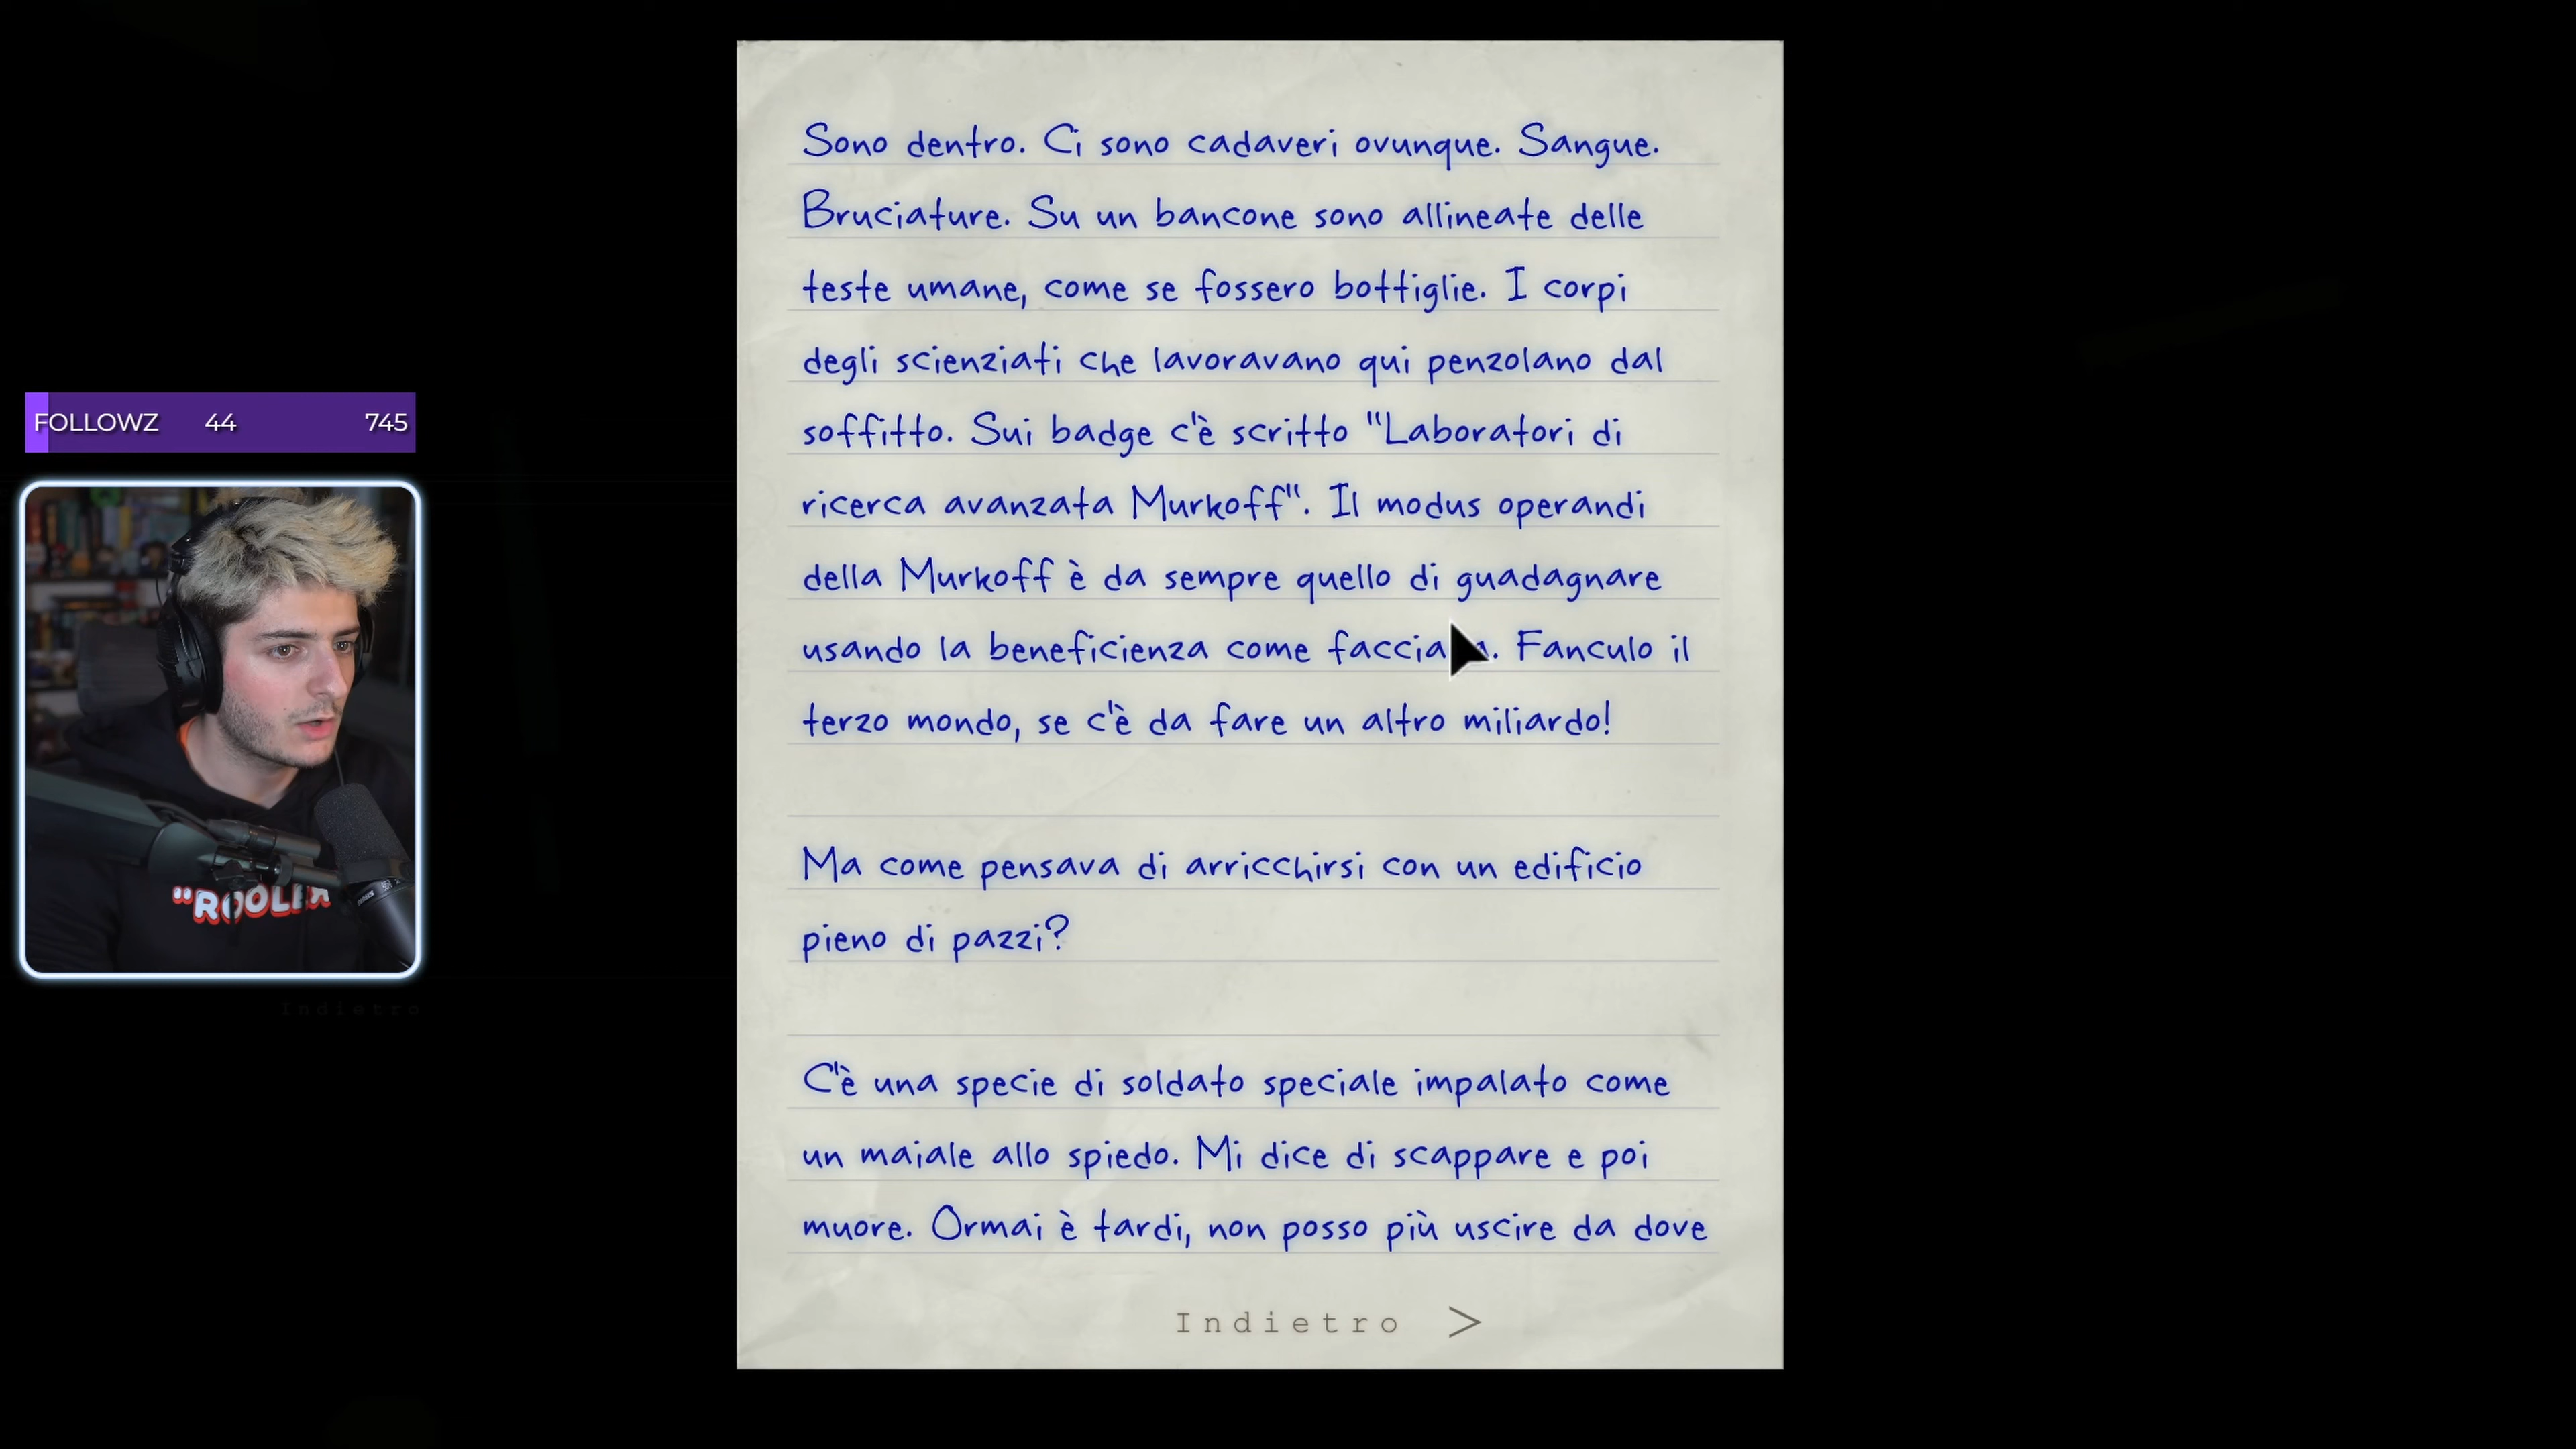 Sono dentro. Ci sono cadaveri ovunque. Sangue.
Bruciature. Su un bancone sono allineate delle
teste umane, come se fossero bottiglie. I corpi
degli scienziati che lavoravano qui penzolano dal
soffitto. Sui badge c'è scritto "Laboratori di
ricerca avanzata Murkoff". Il modus operandi
della Murkoff è da sempre quello di guadagnare
usando la beneficienza come facciata. Fanculo il
terzo mondo, se c'è da fare un altro miliardo!
Ma come pensava di arricchirsi con un edificio
pieno di pazzi?
C'è una specie di soldato speciale impalato come
un maiale allo spiedo. Mi dice di scappare e poi
muore. Ormai è tardi, non posso più uscire da dove
Indietro >
FOLLOWZ 44 745
Indietro